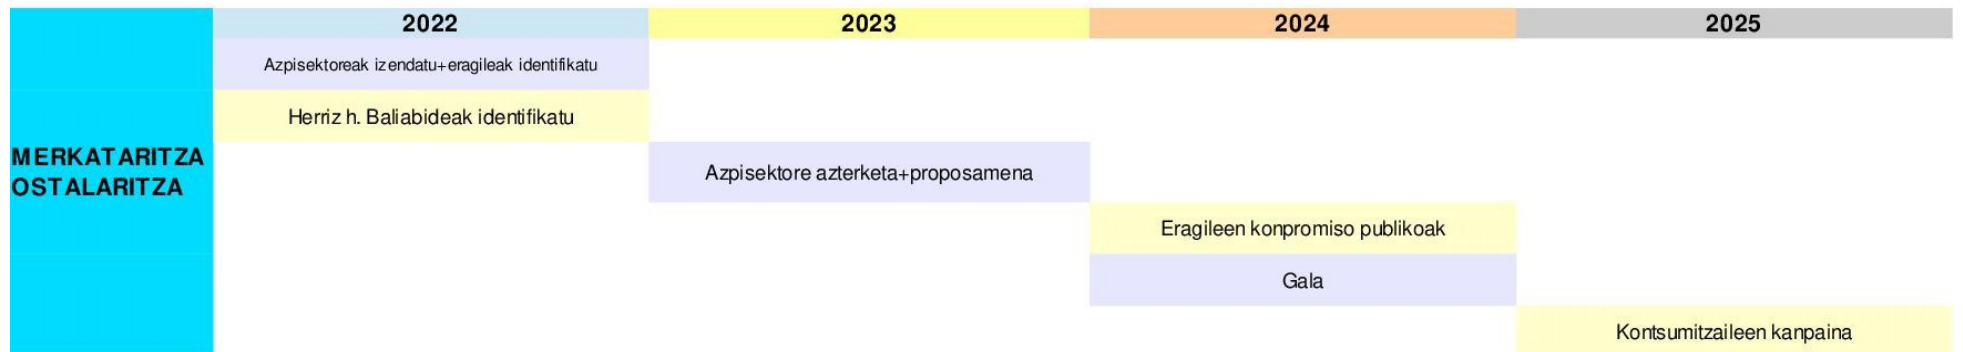 2022 2023 2024 2025
Azpisektoreak izendatu+eragileak identifikatu
Herriz h. Baliabideak identifikatu
MERKATARITZA
OSTALARITZA
Azpisektore azterketa+proposamena
Eragileen konpromiso publikoak
Gala
Kontsumitzaileen kanpaina